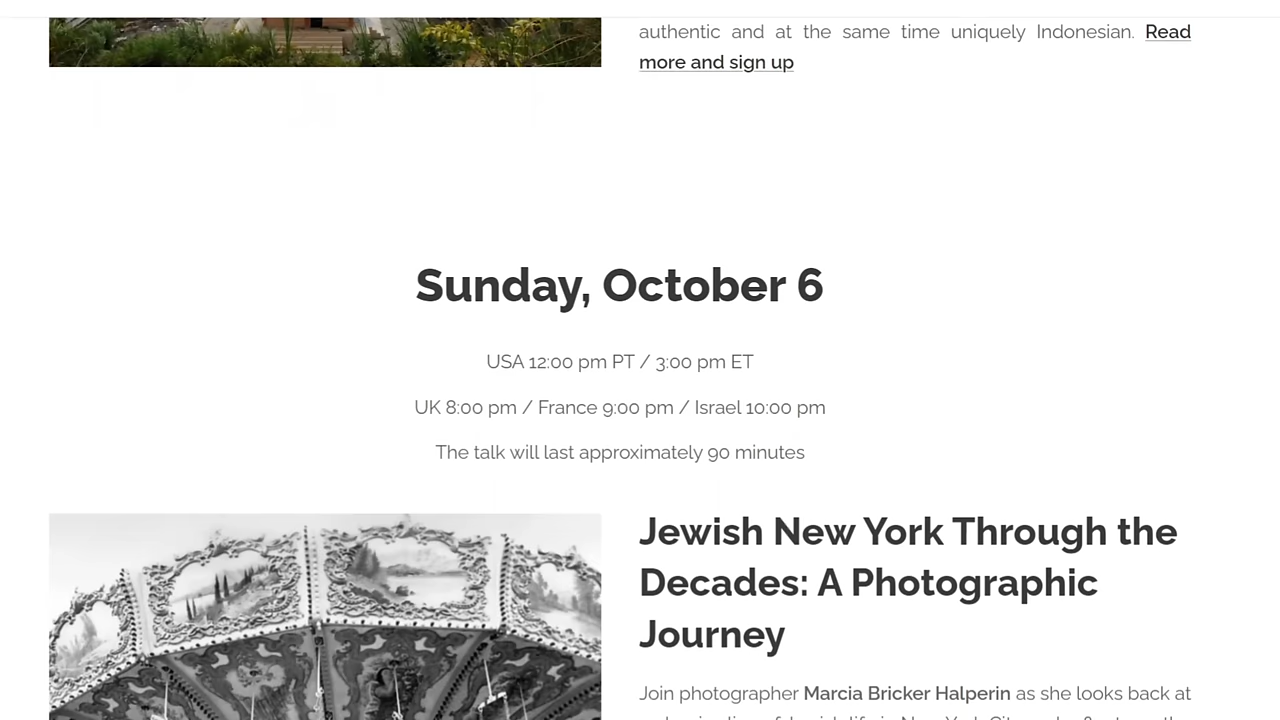 authentic and at the same time uniquely Indonesian. Read
more and sign up
Sunday, October 6
USA 12:00 pm PT / 3:00 pm ET
UK 8:00 pm / France 9:00 pm / Israel 10:00 pm
The talk will last approximately 90 minutes
Jewish New York Through the
Decades: A Photographic
Journey
Join photographer Marcia Bricker Halperin as she looks back at